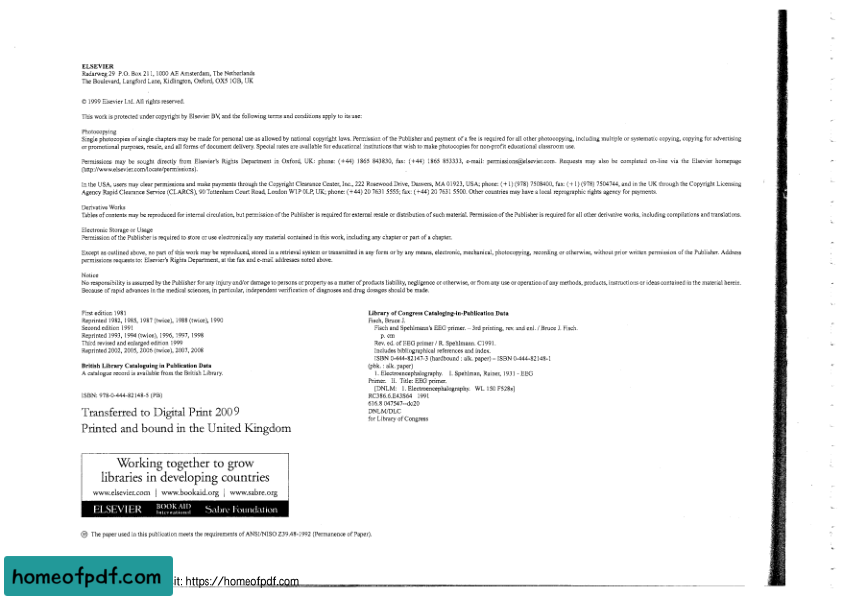 ELSEVIER
Radarweg 29 P.O. Box 211, 1000 AE Amsterdam, The Netherlands
The Boulevard, Langford Lane, Kidlington, Oxford, OX5 1GB, UK
© 1999 Elsevier Ltd. All rights reserved.
This work is protected under copyright by Elsevier BV, and the following terms and conditions apply to its use:
Photocopying
Single photocopies of single chapters may be made for personal use as allowed by national copyright laws. Permission of the Publisher and payment of a fee is required for all other photocopying, including multiple or systematic copying, copying for advertising
or promotional purposes, resale, and all forms of document delivery. Special rates are available for educational institutions that wish to make photocopies for non-profit educational classroom use.
Permissions may be sought directly from Elsevier's Rights Department in Oxford, UK: phone: (+44) 1865 843830, fax: (+44) 1865 853333, e-mail: permissions@elsevier.com. Requests may also be completed on-line via the Elsevier homepage
(http://www.elsevier.com/locate/permissions).
In the USA, users may clear permissions and make payments through the Copyright Clearance Center, Inc., 222 Rosewood Drive, Danvers, MA 01923, USA; phone: (+1) (978) 7508400, fax: (+1) (978) 7504744, and in the UK through the Copyright Licensing
Agency Rapid Clearance Service (CLARCS), 90 Tottenham Court Road, London W1P 0LP, UK; phone: (+44) 20 7631 5555; fax: (+44) 20 7631 5500. Other countries may have a local reprographic rights agency for payments.
Derivative Works
Tables of contents may be reproduced for internal circulation, but permission of the Publisher is required for external resale or distribution of such material. Permission of the Publisher is required for all other derivative works, including compilations and translations.
Electronic Storage or Usage
Permission of the Publisher is required to store or use electronically any material contained in this work, including any chapter or part of a chapter.
Except as outlined above, no part of this work may be reproduced, stored in a retrieval system or transmitted in any form or by any means, electronic, mechanical, photocopying, recording or otherwise, without prior written permission of the Publisher. Address
permissions requests to: Elsevier's Rights Department, at the fax and e-mail addresses noted above.
Notice
No responsibility is assumed by the Publisher for any injury and/or damage to persons or property as a matter of products liability, negligence or otherwise, or from any use or operation of any methods, products, instructions or ideas contained in the material herein.
Because of rapid advances in the medical sciences, in particular, independent verification of diagnoses and drug dosages should be made.
First edition 1981
Reprinted 1982, 1985, 1987 (twice), 1988 (twice), 1990
Second edition 1991
Reprinted 1993, 1994 (twice), 1996, 1997, 1998
Third revised and enlarged edition 1999
Reprinted 2002, 2005, 2006 (twice), 2007, 2008
British Library Cataloguing in Publication Data
A catalogue record is available from the British Library.
ISBN: 978-0-444-82148-5 (PB)
Transferred to Digital Print 2009
Printed and bound in the United Kingdom
Library of Congress Cataloging-in-Publication Data
Fisch, Bruce J.
Fisch and Spehlmann's EEG primer. -- 3rd printing, rev. and enl. / Bruce J. Fisch.
p. cm
Rev. ed. of EEG primer / R. Spehlmann. C1991.
Includes bibliographical references and index.
ISBN 0-444-82147-3 (hardbound : alk. paper) -- ISBN 0-444-82148-1
(pbk. : alk. paper)
1. Electroencephalography. I. Spehlman, Rainer, 1931 - EEG
Primer. II. Title: EEG primer.
[DNLM: 1. Electroencephalography. WL 150 F528e]
RC386.6.E43S64 1991
616.8 047547--dc20
DNLM/DLC
for Library of Congress
Working together to grow
libraries in developing countries
www.elsevier.com | www.bookaid.org | www.sabre.org
ELSEVIER BOOK AID International Sabre Foundation
The paper used in this publication meets the requirements of ANSI/NISO Z39.48-1992 (Permanence of Paper).
homeofpdf.com
it: https://homeofpdf.com